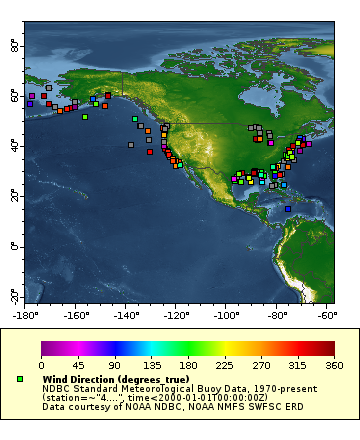 80°
60°
40°
20°
0°
-20°
-180° -160° -140° -120° -100° -80° -60°
0 45 90 135 180 225 270 315 360
Wind Direction (degrees_true)
NDBC Standard Meteorological Buoy Data, 1970-present
(station=~"4....", time<2000-01-01T00:00:00Z)
Data courtesy of NOAA NDBC, NOAA NMFS SWFSC ERD